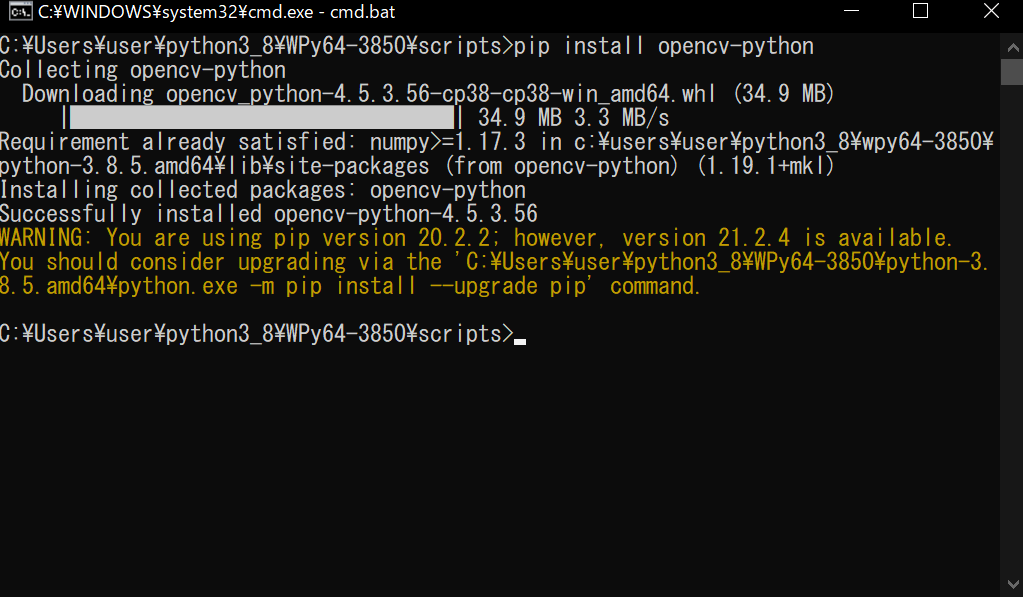 C:¥WINDOWS¥system32¥cmd.exe - cmd.bat
C:¥Users¥user¥python3_8¥WPy64-3850¥scripts>pip install opencv-python
Collecting opencv-python
  Downloading opencv_python-4.5.3.56-cp38-cp38-win_amd64.whl (34.9 MB)
     |████████████████████████████████| 34.9 MB 3.3 MB/s
Requirement already satisfied: numpy>=1.17.3 in c:¥users¥user¥python3_8¥wpy64-3850¥
python-3.8.5.amd64¥lib¥site-packages (from opencv-python) (1.19.1+mkl)
Installing collected packages: opencv-python
Successfully installed opencv-python-4.5.3.56
WARNING: You are using pip version 20.2.2; however, version 21.2.4 is available.
You should consider upgrading via the 'C:¥Users¥user¥python3_8¥WPy64-3850¥python-3.
8.5.amd64¥python.exe -m pip install --upgrade pip' command.
C:¥Users¥user¥python3_8¥WPy64-3850¥scripts>